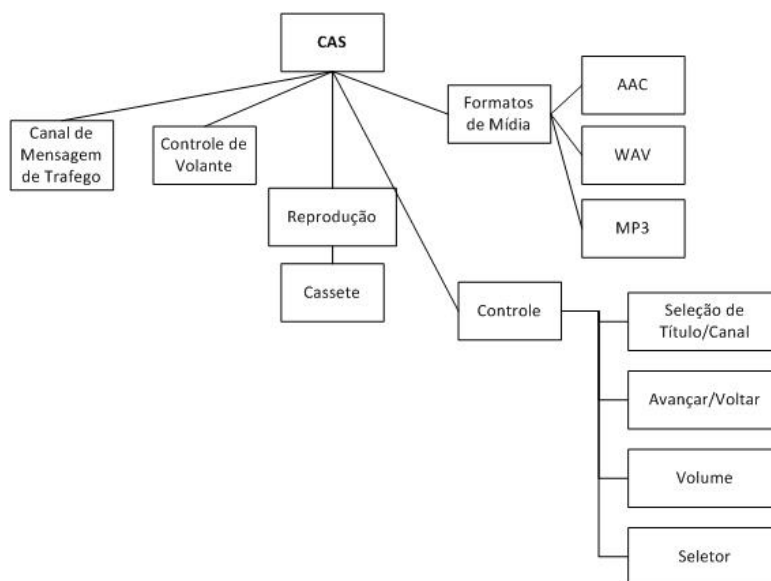 CAS
Canal de
Mensagem
de Trafego
Controle de
Volante
Reprodução
Cassete
Formatos
de Mídia
AAC
WAV
MP3
Controle
Seleção de
Título/Canal
Avançar/Voltar
Volume
Seletor